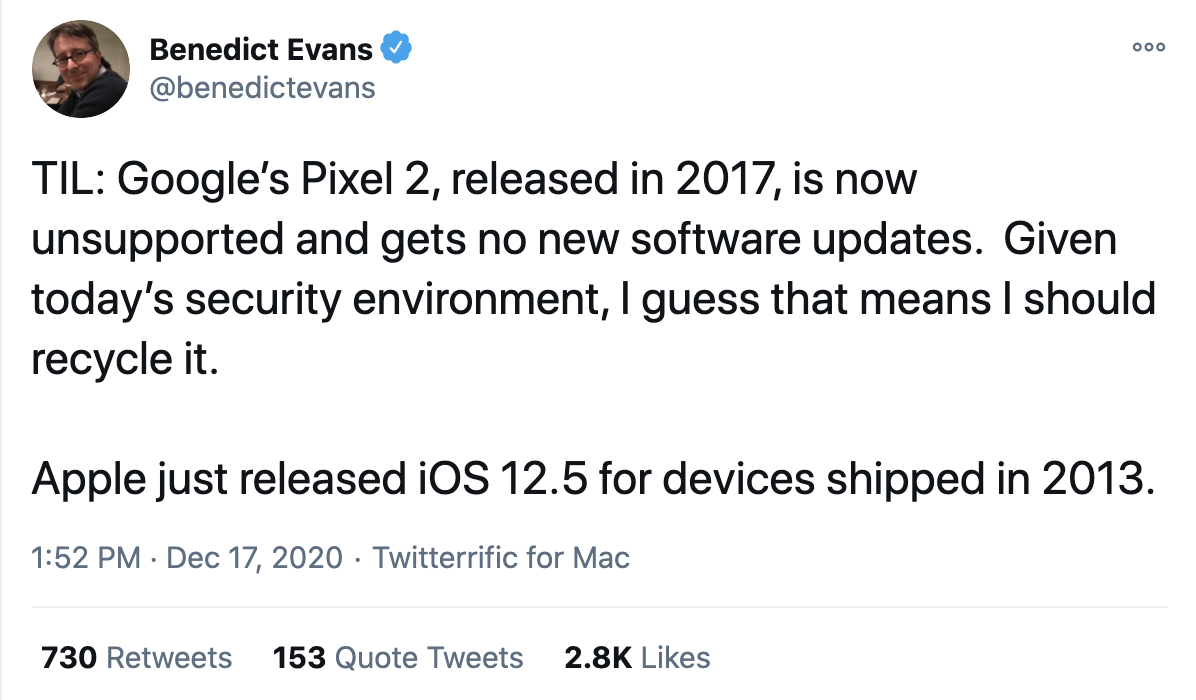 Benedict Evans
@benedictevans
TIL: Google’s Pixel 2, released in 2017, is now
unsupported and gets no new software updates.  Given
today’s security environment, I guess that means I should
recycle it.
Apple just released iOS 12.5 for devices shipped in 2013.
1:52 PM · Dec 17, 2020 · Twitterrific for Mac
730 Retweets 153 Quote Tweets 2.8K Likes